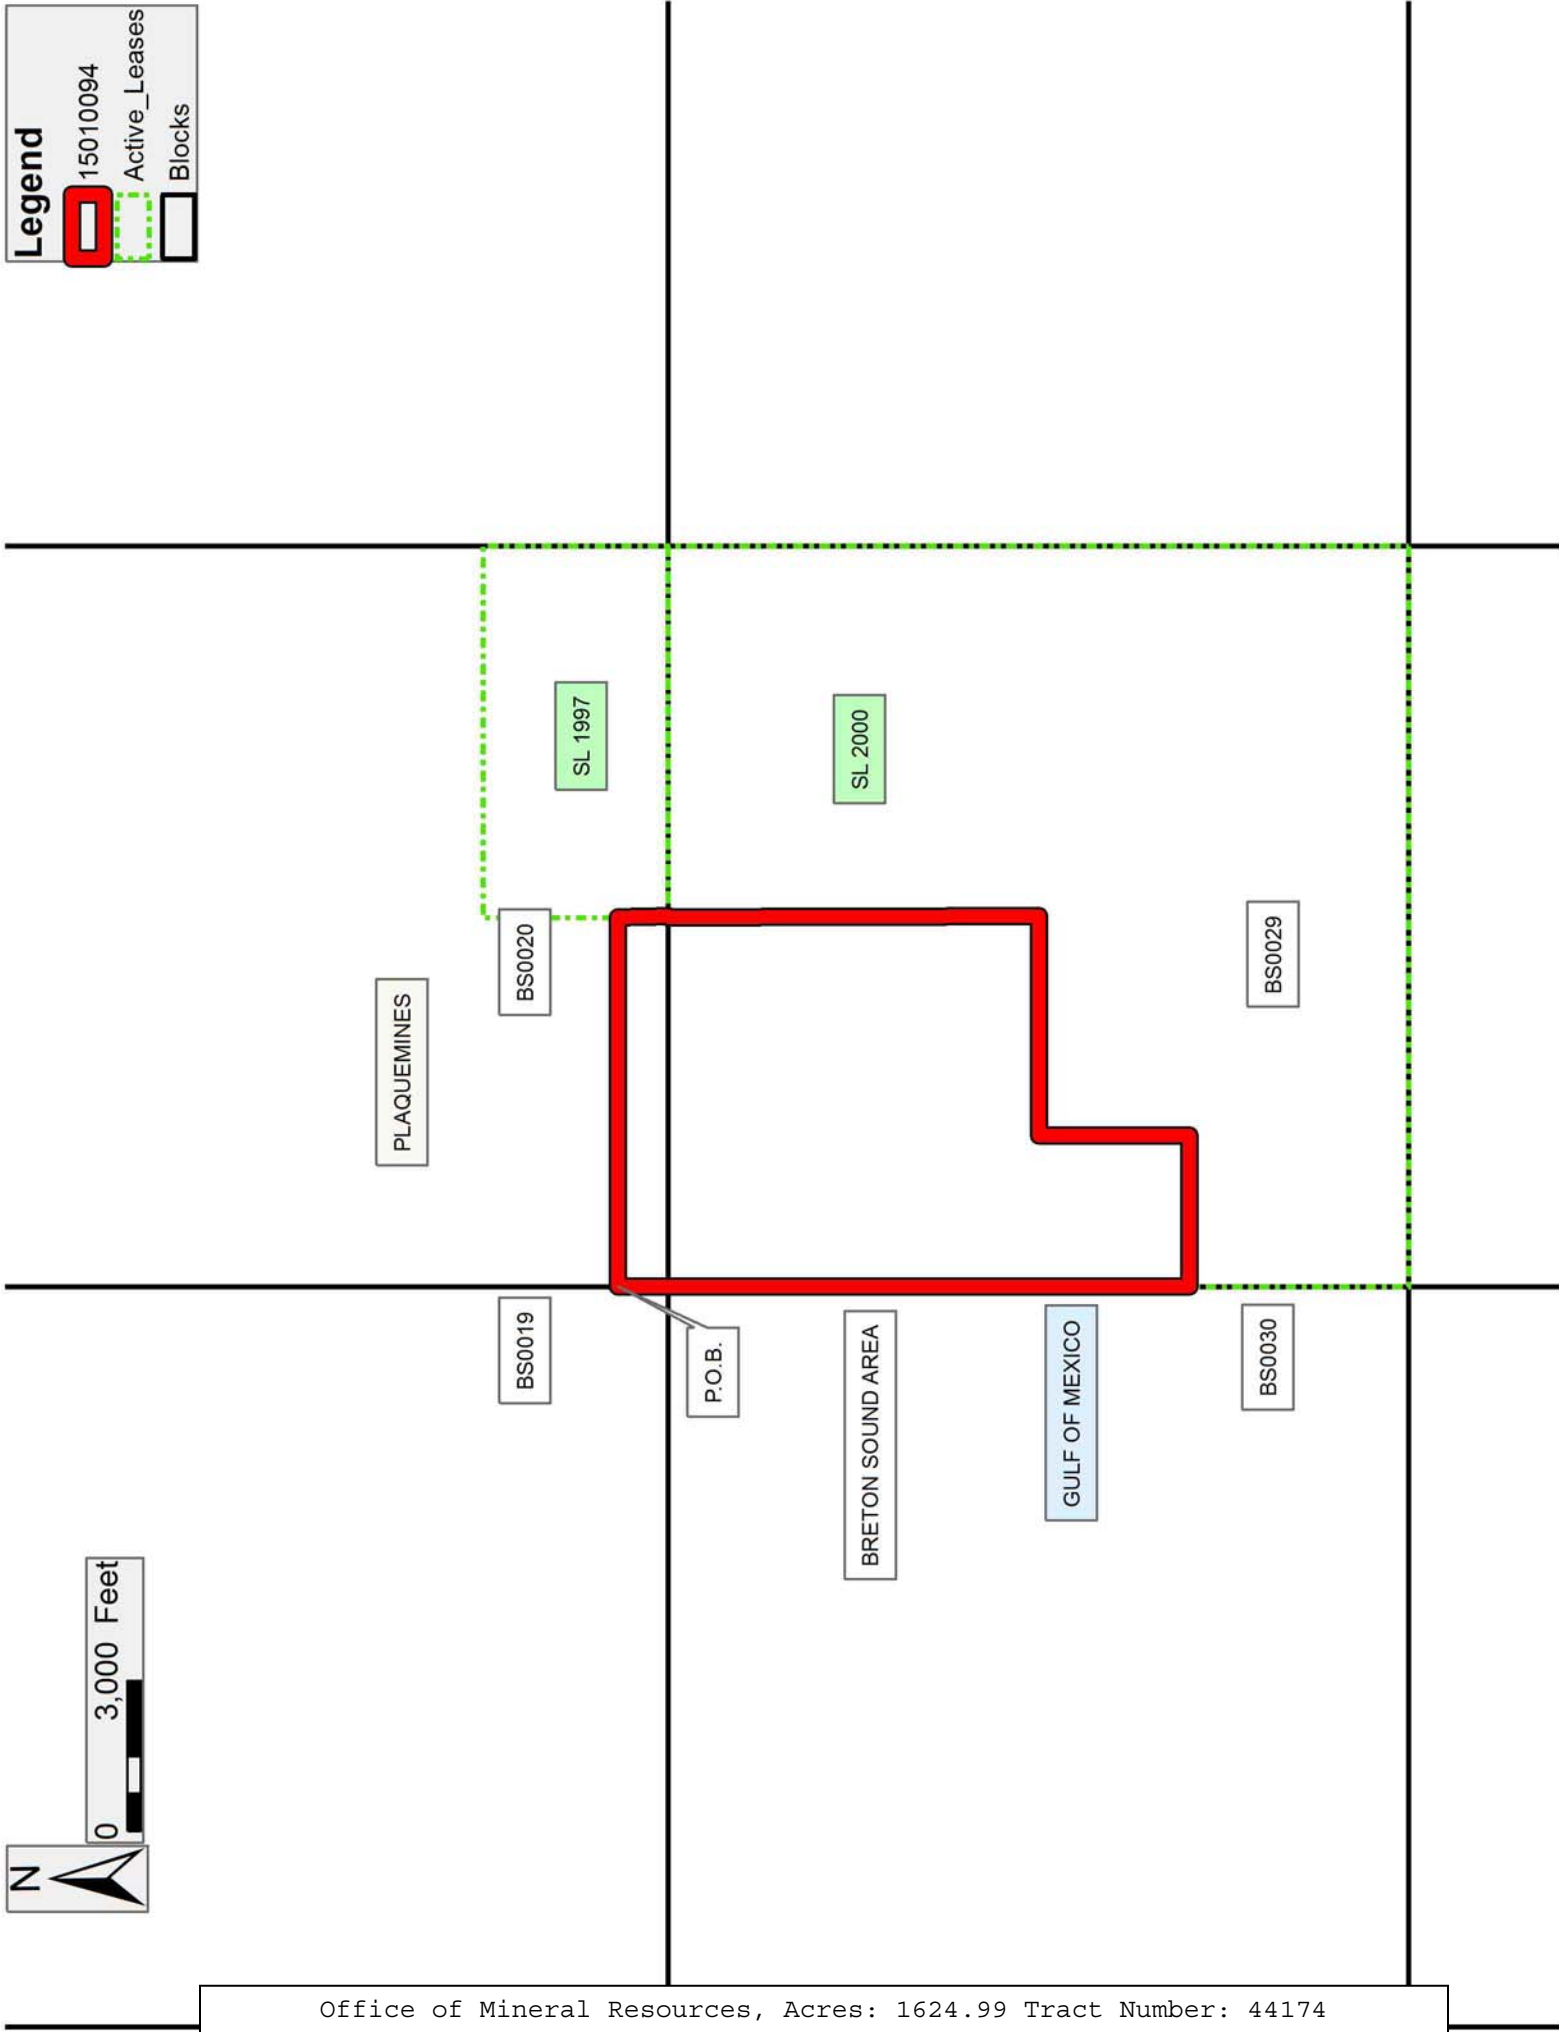 N
0 3,000 Feet
Legend
15010094
Active_Leases
Blocks
PLAQUEMINES
BS0019
BS0020
SL 1997
P.O.B.
SL 2000
BRETON SOUND AREA
GULF OF MEXICO
BS0030
BS0029
Office of Mineral Resources, Acres: 1624.99 Tract Number: 44174